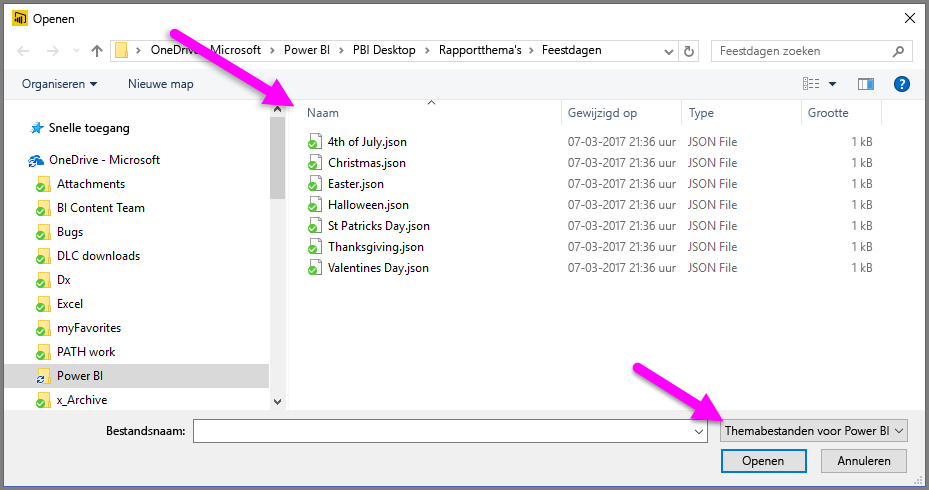 Openen
OneDrive - Microsoft > Power BI > PBI Desktop > Rapportthema's > Feestdagen
Feestdagen zoeken
Organiseren Nieuwe map
Naam Gewijzigd op Type Grootte
Snelle toegang
OneDrive - Microsoft
Attachments
BI Content Team
Bugs
DLC downloads
Dx
Excel
myFavorites
PATH work
Power BI
x_Archive
4th of July.json 07-03-2017 21:36 uur JSON File 1 kB
Christmas.json 07-03-2017 21:36 uur JSON File 1 kB
Easter.json 07-03-2017 21:36 uur JSON File 1 kB
Halloween.json 07-03-2017 21:36 uur JSON File 1 kB
St Patricks Day.json 07-03-2017 21:36 uur JSON File 1 kB
Thanksgiving.json 07-03-2017 21:36 uur JSON File 1 kB
Valentines Day.json 07-03-2017 21:36 uur JSON File 1 kB
Bestandsnaam: Themabestanden voor Power BI
Openen Annuleren